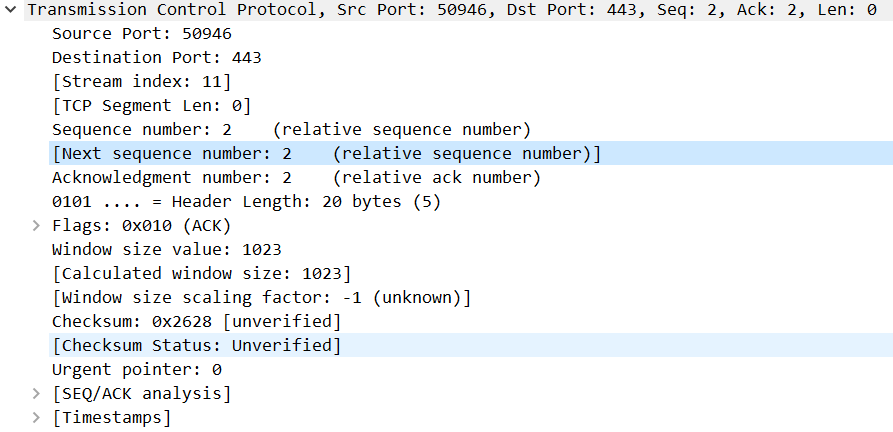 Transmission Control Protocol, Src Port: 50946, Dst Port: 443, Seq: 2, Ack: 2, Len: 0
Source Port: 50946
Destination Port: 443
[Stream index: 11]
[TCP Segment Len: 0]
Sequence number: 2    (relative sequence number)
[Next sequence number: 2    (relative sequence number)]
Acknowledgment number: 2    (relative ack number)
0101 .... = Header Length: 20 bytes (5)
Flags: 0x010 (ACK)
Window size value: 1023
[Calculated window size: 1023]
[Window size scaling factor: -1 (unknown)]
Checksum: 0x2628 [unverified]
[Checksum Status: Unverified]
Urgent pointer: 0
[SEQ/ACK analysis]
[Timestamps]